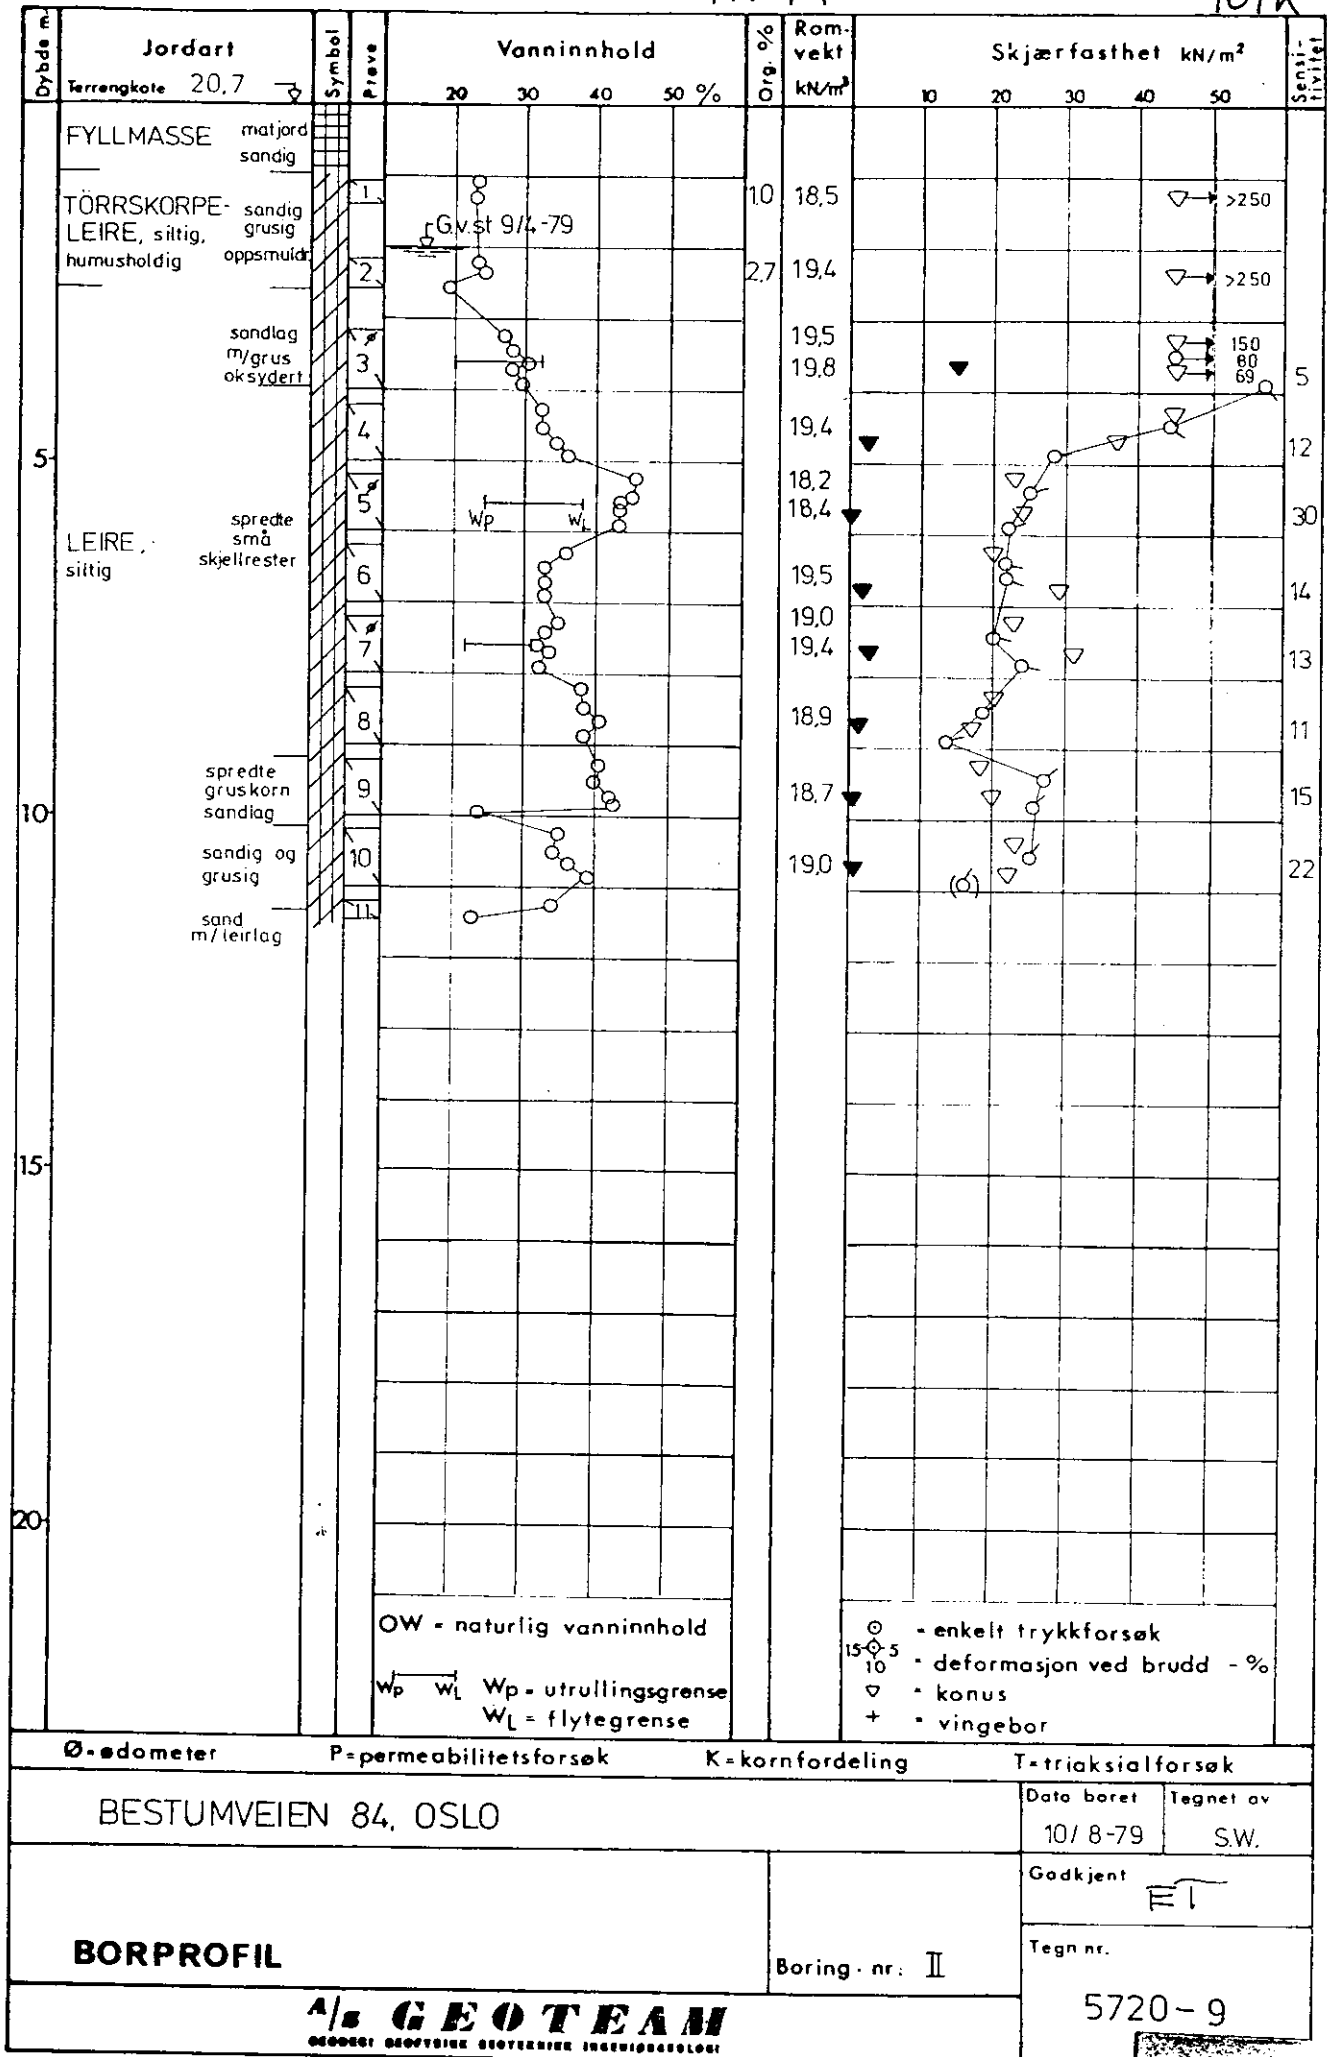 Dybde m.
Jordart
Terrengkote 20,7
Symbol
Prøve
Vanninnhold
20 30 40 50 %
Org. %
Rom-
vekt
kN/m³
Skjærfasthet kN/m²
10 20 30 40 50
Sensi-
tivitet
FYLLMASSE
matjord
sandig
TÖRRSKORPE-
LEIRE, siltig,
humusholdig
sandig
grusig
oppsmuldr.
1
1,0
18,5
>250
G.v.st 9/4-79
2
2,7
19,4
>250
sandlag
m/grus
oksydert
3
19,5
19,8
150
80
69
5
4
19,4
12
5
LEIRE,
siltig
spredte
små
skjellrester
5
Wp WL
18,2
18,4
30
6
19,5
14
7
19,0
19,4
13
8
18,9
11
spredte
gruskorn
sandlag
9
18,7
15
10
sandig og
grusig
10
19,0
22
sand
m/leirlag
11
15
20
OW = naturlig vanninnhold
Wp WL Wp = utrullingsgrense
WL = flytegrense
= enkelt trykkforsøk
15 5
10 = deformasjon ved brudd - %
= konus
+ = vingebor
Ø=ødometer P=permeabilitetsforsøk K=kornfordeling T=triaksialforsøk
BESTUMVEIEN 84, OSLO
Dato boret
10/8-79
Tegnet av
S.W.
Godkjent
BORPROFIL
Boring. nr: II
Tegn nr.
5720-9
A/s GEOTEAM